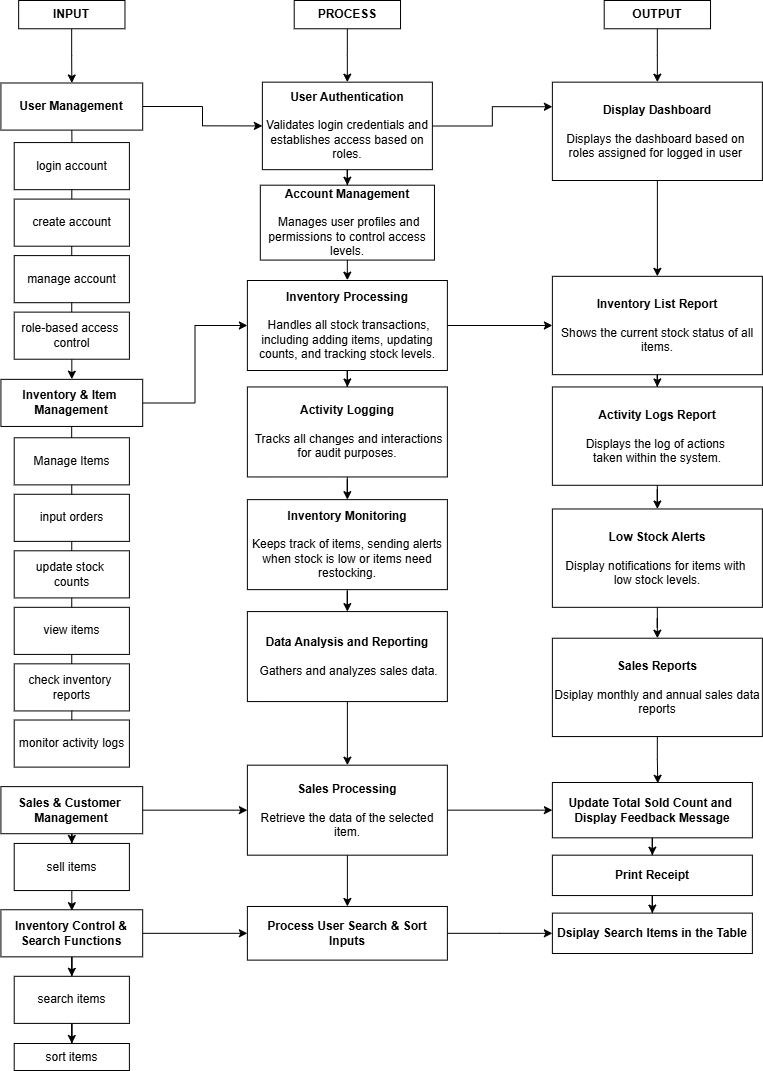 INPUT
PROCESS
OUTPUT
User Management
login account
create account
manage account
role-based access
control
Inventory & Item
Management
Manage Items
input orders
update stock
counts
view items
check inventory
reports
monitor activity logs
Sales & Customer
Management
sell items
Inventory Control &
Search Functions
search items
sort items
User Authentication
Validates login credentials and
establishes access based on
roles.
Account Management
Manages user profiles and
permissions to control access
levels.
Inventory Processing
Handles all stock transactions,
including adding items, updating
counts, and tracking stock levels.
Activity Logging
Tracks all changes and interactions
for audit purposes.
Inventory Monitoring
Keeps track of items, sending alerts
when stock is low or items need
restocking.
Data Analysis and Reporting
Gathers and analyzes sales data.
Sales Processing
Retrieve the data of the selected
item.
Process User Search & Sort
Inputs
Display Dashboard
Displays the dashboard based on
roles assigned for logged in user
Inventory List Report
Shows the current stock status of all
items.
Activity Logs Report
Displays the log of actions
taken within the system.
Low Stock Alerts
Display notifications for items with
low stock levels.
Sales Reports
Dsiplay monthly and annual sales data
reports
Update Total Sold Count and
Display Feedback Message
Print Receipt
Dsiplay Search Items in the Table